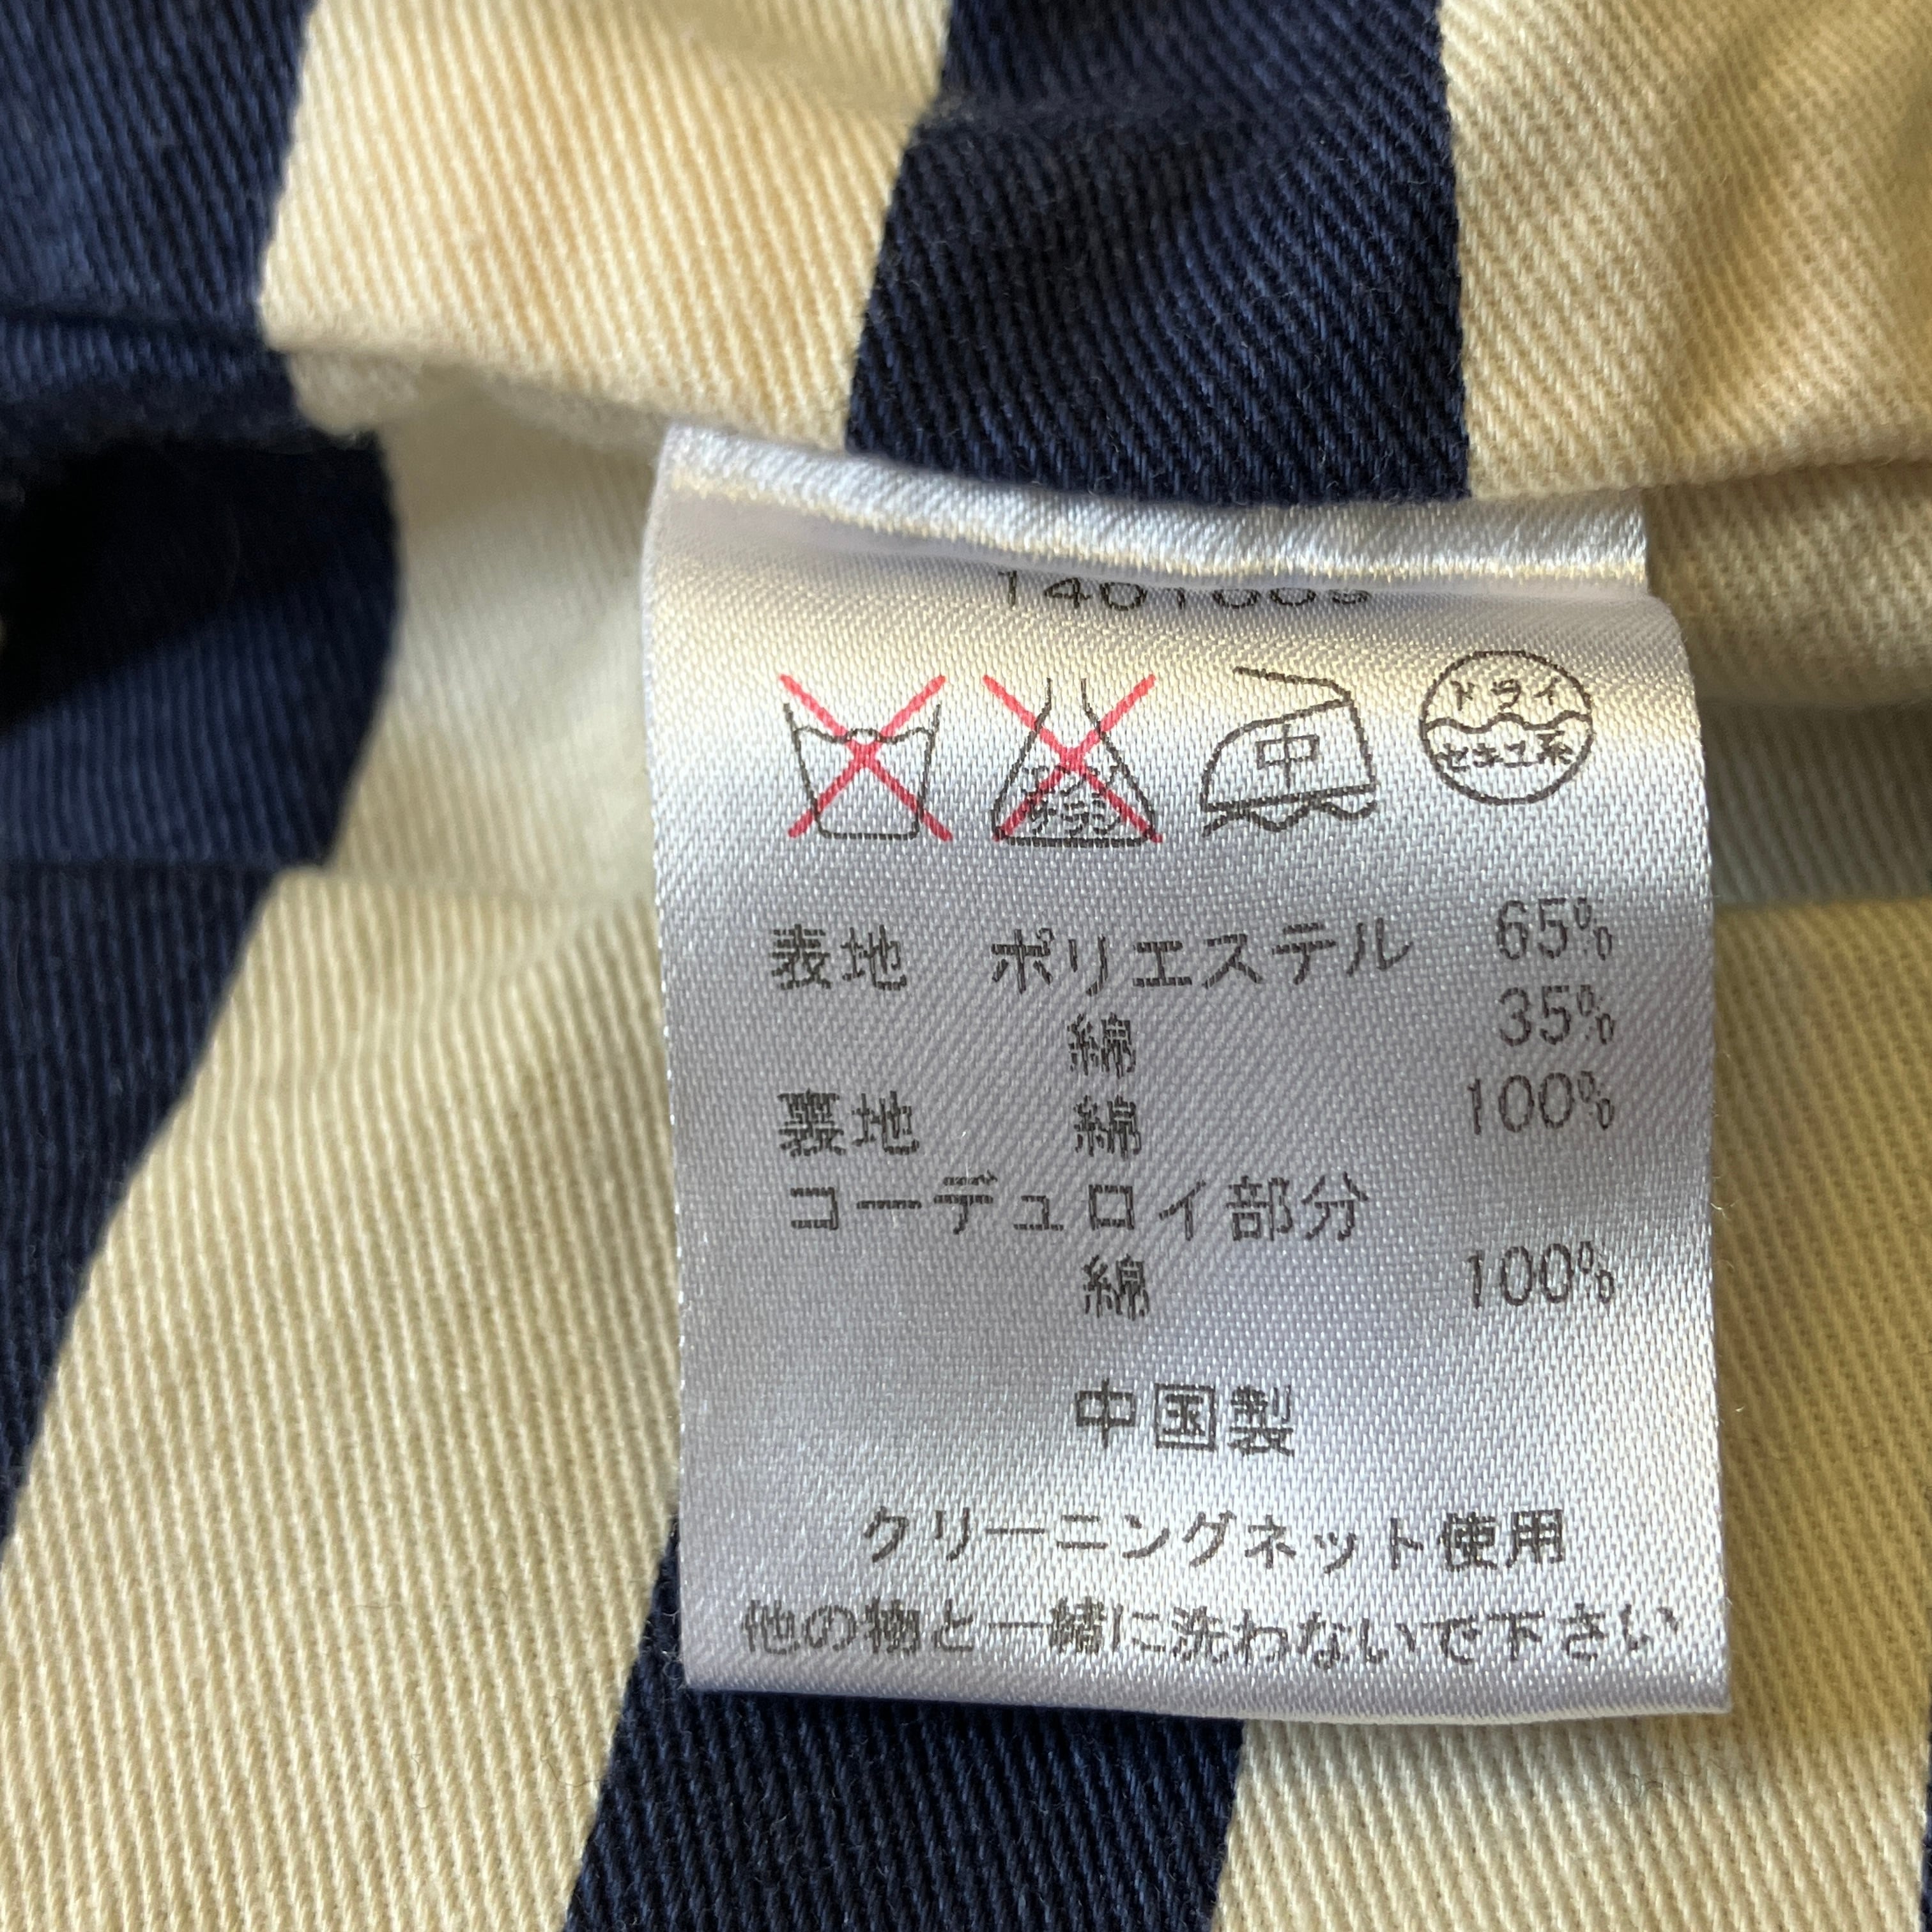 中
ドライ
セキユ系
表地 ポリエステル 65%
綿 35%
裏地 綿 100%
コーデュロイ部分
綿 100%
中国製
クリーニングネット使用
他の物と一緒に洗わないで下さい